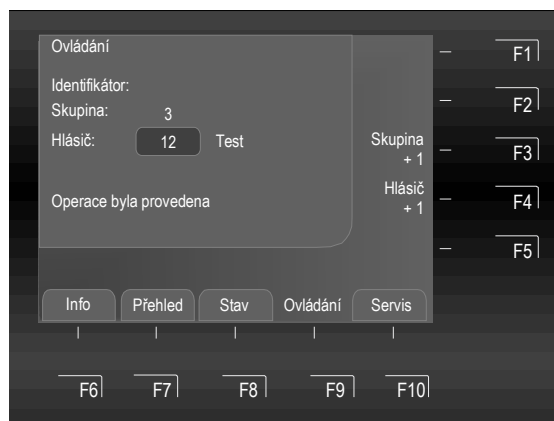 Ovládání
F1
Identifikátor:
Skupina: 3
F2
Hlásič: 12 Test
Skupina
+ 1
F3
Hlásič
+ 1
F4
Operace byla provedena
F5
Info Přehled Stav Ovládání Servis
F6 F7 F8 F9 F10